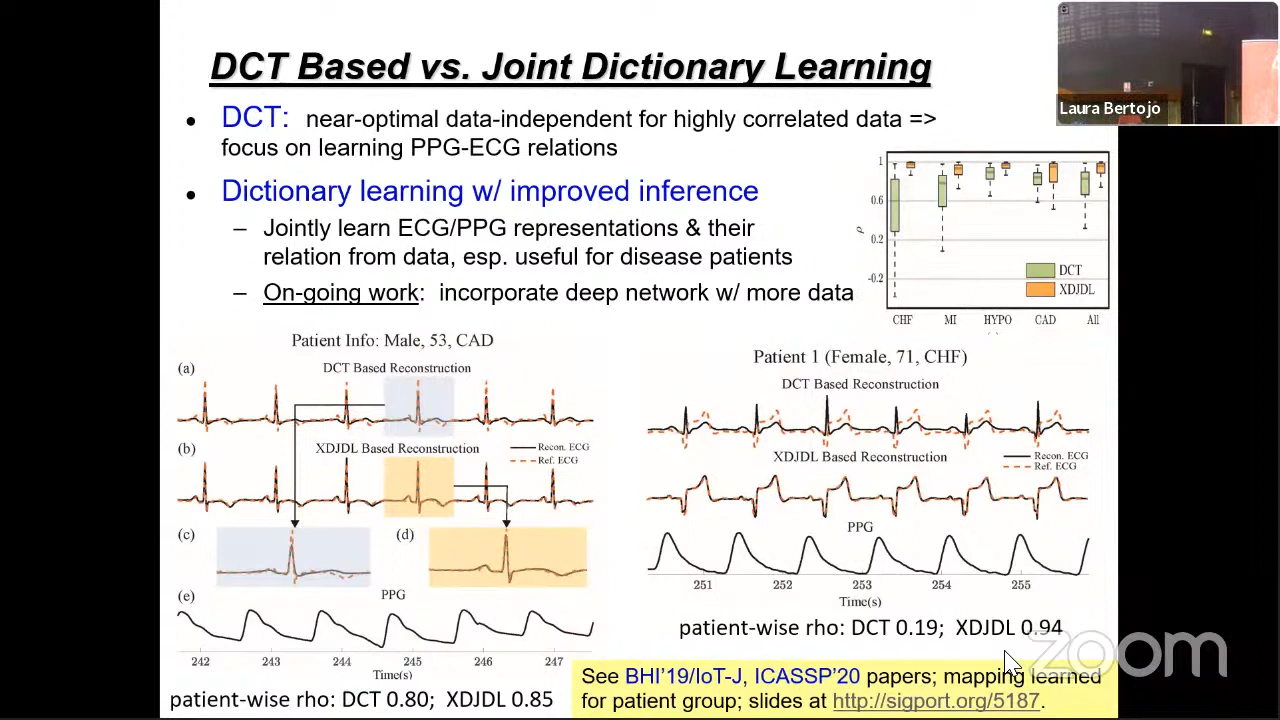 DCT Based vs. Joint Dictionary Learning
Laura Bertojo
• DCT: near-optimal data-independent for highly correlated data =>
focus on learning PPG-ECG relations
• Dictionary learning w/ improved inference
– Jointly learn ECG/PPG representations & their
relation from data, esp. useful for disease patients
– On-going work: incorporate deep network w/ more data
1
0.6
ρ
0.2
-0.2
DCT
XDJDL
CHF MI HYPO CAD All
Patient Info: Male, 53, CAD
(a) DCT Based Reconstruction
(b) XDJDL Based Reconstruction
Recon. ECG
Ref. ECG
(c) (d)
(e) PPG
242 243 244 245 246 247
Time(s)
patient-wise rho: DCT 0.80; XDJDL 0.85
Patient 1 (Female, 71, CHF)
DCT Based Reconstruction
XDJDL Based Reconstruction
Recon. ECG
Ref. ECG
PPG
251 252 253 254 255
Time(s)
patient-wise rho: DCT 0.19; XDJDL 0.94
zoom
See BHI'19/IoT-J, ICASSP'20 papers; mapping learned
for patient group; slides at http://sigport.org/5187.